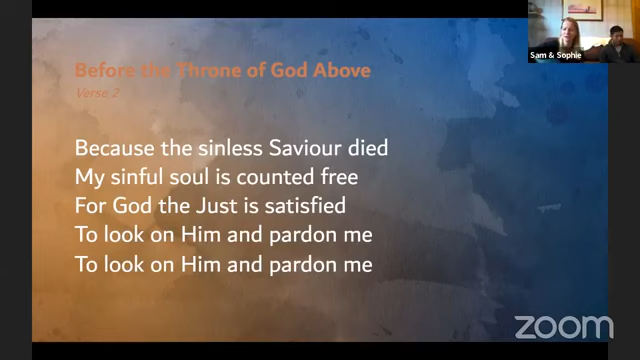 Before the Throne of God Above
Verse 2
Because the sinless Saviour died
My sinful soul is counted free
For God the Just is satisfied
To look on Him and pardon me
To look on Him and pardon me
Sam & Sophie
zoom